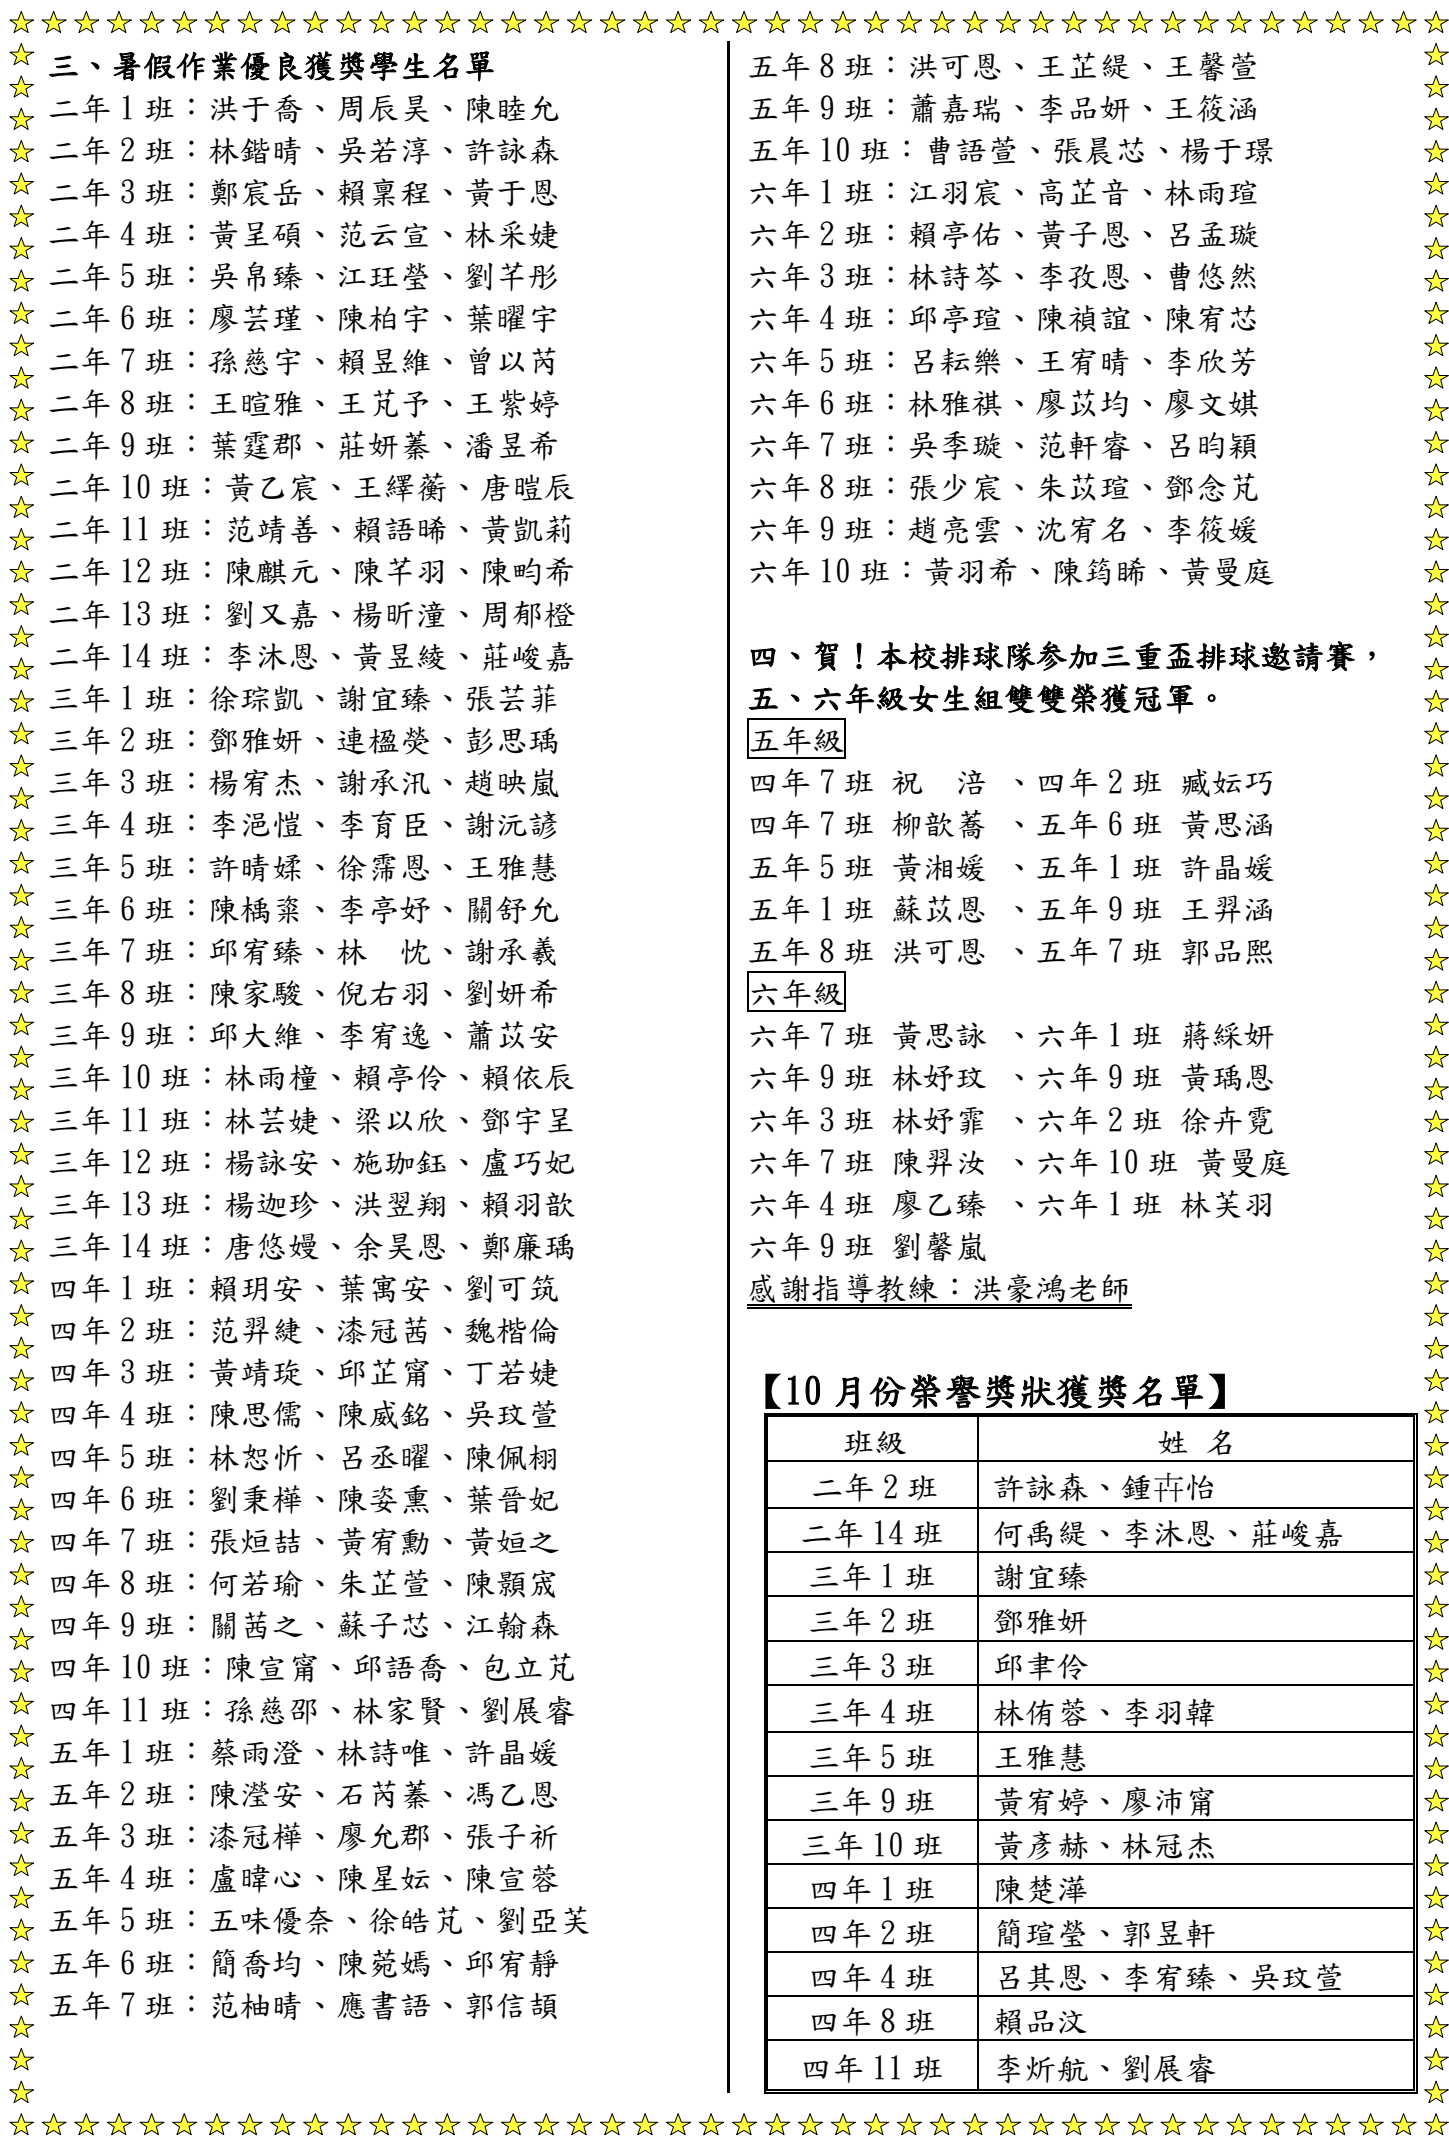 三、暑假作業優良獲獎學生名單
二年1班：洪于喬、周辰昊、陳睦允
二年2班：林鍇晴、吳若淳、許詠森
二年3班：鄭宸岳、賴稟程、黃于恩
二年4班：黃呈碩、范云宣、林采婕
二年5班：吳帛臻、江玨瑩、劉芊彤
二年6班：廖芸瑾、陳柏宇、葉曜宇
二年7班：孫慈宇、賴昱維、曾以芮
二年8班：王暄雅、王芃予、王紫婷
二年9班：葉霆郡、莊妍蓁、潘昱希
二年10班：黃乙宸、王繹蘅、唐暟辰
二年11班：范靖善、賴語晞、黃凱莉
二年12班：陳麒元、陳芊羽、陳畇希
二年13班：劉又嘉、楊昕潼、周郁橙
二年14班：李沐恩、黃昱綾、莊峻嘉
三年1班：徐琮凱、謝宜臻、張芸菲
三年2班：鄧雅妍、連楹熒、彭思瑀
三年3班：楊宥杰、謝承汛、趙映嵐
三年4班：李浥愷、李育臣、謝沅諺
三年5班：許晴媃、徐霈恩、王雅慧
三年6班：陳楀粢、李亭妤、關舒允
三年7班：邱宥臻、林　忱、謝承羲
三年8班：陳家駿、倪右羽、劉妍希
三年9班：邱大維、李宥逸、蕭苡安
三年10班：林雨橦、賴亭伶、賴依辰
三年11班：林芸婕、梁以欣、鄧宇呈
三年12班：楊詠安、施珈鈺、盧巧妃
三年13班：楊迦珍、洪翌翔、賴羽歆
三年14班：唐悠嫚、余昊恩、鄭廉瑀
四年1班：賴玥安、葉寓安、劉可筑
四年2班：范羿緁、漆冠茜、魏楷倫
四年3班：黃靖琁、邱芷甯、丁若婕
四年4班：陳思儒、陳威銘、吳玟萱
四年5班：林恕忻、呂丞曜、陳佩栩
四年6班：劉秉樺、陳姿熏、葉晉妃
四年7班：張烜喆、黃宥勳、黃姮之
四年8班：何若瑜、朱芷萱、陳顥宬
四年9班：關茜之、蘇子芯、江翰森
四年10班：陳宣甯、邱語喬、包立芃
四年11班：孫慈邵、林家賢、劉展睿
五年1班：蔡雨澄、林詩唯、許晶媛
五年2班：陳瀅安、石芮蓁、馮乙恩
五年3班：漆冠樺、廖允郡、張子祈
五年4班：盧暐心、陳星妘、陳宣蓉
五年5班：五味優奈、徐皓芃、劉亞芙
五年6班：簡喬均、陳菀嫣、邱宥靜
五年7班：范柚晴、應書語、郭信頡
五年8班：洪可恩、王芷緹、王馨萱
五年9班：蕭嘉瑞、李品妍、王筱涵
五年10班：曹語萱、張晨芯、楊于璟
六年1班：江羽宸、高芷音、林雨瑄
六年2班：賴亭佑、黃子恩、呂孟璇
六年3班：林詩芩、李孜恩、曹悠然
六年4班：邱亭瑄、陳禎誼、陳宥芯
六年5班：呂耘樂、王宥晴、李欣芳
六年6班：林雅祺、廖苡均、廖文娸
六年7班：吳季璇、范軒睿、呂昀穎
六年8班：張少宸、朱苡瑄、鄧念芃
六年9班：趙亮雲、沈宥名、李筱媛
六年10班：黃羽希、陳筠睎、黃曼庭
四、賀！本校排球隊参加三重盃排球邀請賽，
五、六年級女生組雙雙榮獲冠軍。
五年級
四年7班 祝　涪 、四年2班 臧妘巧
四年7班 柳歆蕎 、五年6班 黃思涵
五年5班 黃湘媛 、五年1班 許晶媛
五年1班 蘇苡恩 、五年9班 王羿涵
五年8班 洪可恩 、五年7班 郭品熙
六年級
六年7班 黃思詠 、六年1班 蔣綵妍
六年9班 林妤玟 、六年9班 黃瑀恩
六年3班 林妤霏 、六年2班 徐卉霓
六年7班 陳羿汝 、六年10班 黃曼庭
六年4班 廖乙臻 、六年1班 林芙羽
六年9班 劉馨嵐
感謝指導教練：洪豪鴻老師
【10月份榮譽獎狀獲獎名單】
班級 姓 名
二年2班 許詠森、鍾卉怡
二年14班 何禹緹、李沐恩、莊峻嘉
三年1班 謝宜臻
三年2班 鄧雅妍
三年3班 邱聿伶
三年4班 林侑蓉、李羽韓
三年5班 王雅慧
三年9班 黃宥婷、廖沛甯
三年10班 黃彥赫、林冠杰
四年1班 陳楚澕
四年2班 簡瑄瑩、郭昱軒
四年4班 呂其恩、李宥臻、吳玟萱
四年8班 賴品汶
四年11班 李炘航、劉展睿